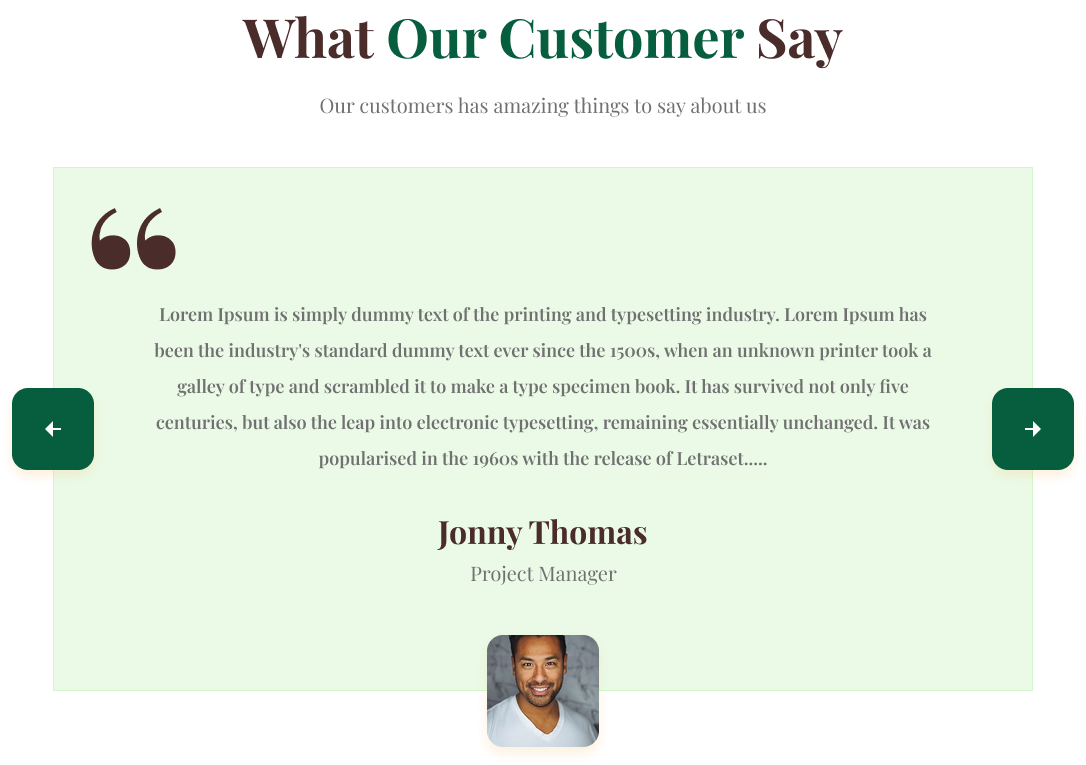 What Our Customer Say
Our customers has amazing things to say about us
“
Lorem Ipsum is simply dummy text of the printing and typesetting industry. Lorem Ipsum has
been the industry's standard dummy text ever since the 1500s, when an unknown printer took a
galley of type and scrambled it to make a type specimen book. It has survived not only five
centuries, but also the leap into electronic typesetting, remaining essentially unchanged. It was
popularised in the 1960s with the release of Letraset.....
Jonny Thomas
Project Manager